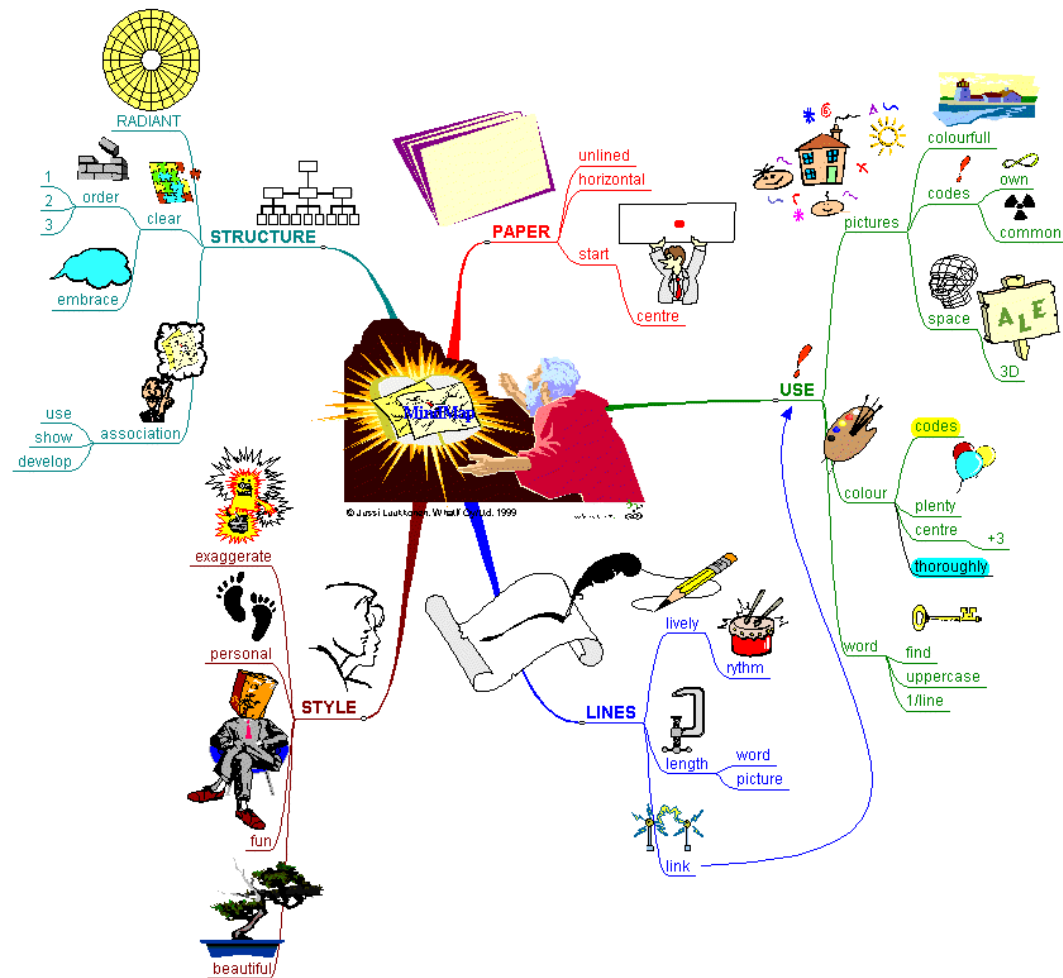 RADIANT
order
1
2
3
clear
embrace
STRUCTURE
association
use
show
develop
PAPER
unlined
horizontal
start
centre
MindMap
© Jussi Laukkonen, WhatIf Co Ltd. 1999
USE
pictures
colourfull
codes
own
common
space
ALE
3D
colour
codes
plenty
centre
+3
thoroughly
word
find
uppercase
1/line
LINES
lively
rythm
length
word
picture
link
STYLE
exaggerate
personal
fun
beautiful